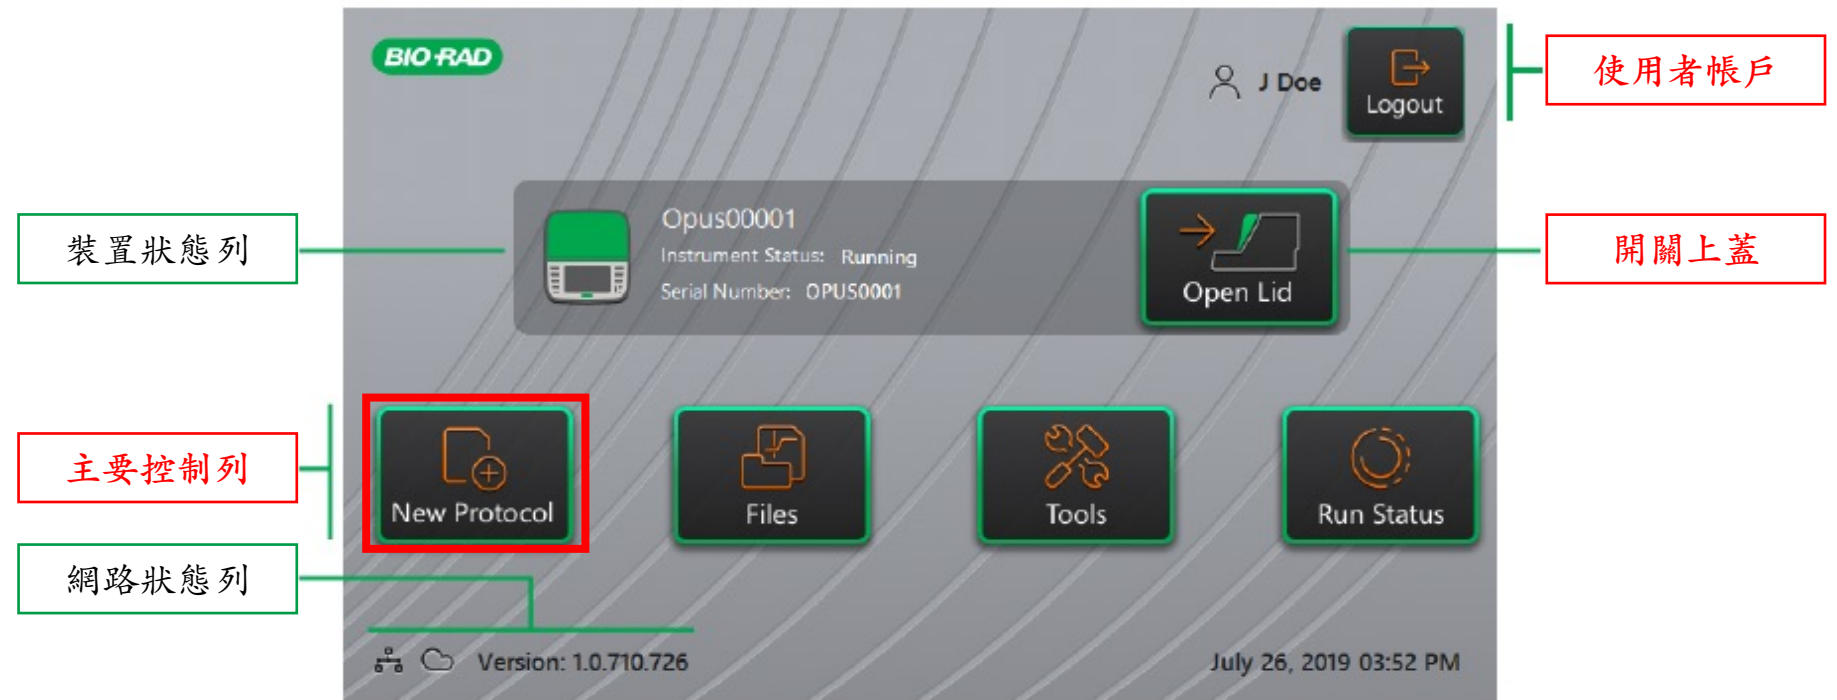 BIO-RAD
J Doe
Logout
使用者帳戶
裝置狀態列
Opus00001
Instrument Status: Running
Serial Number: OPUS0001
Open Lid
開關上蓋
主要控制列
New Protocol
Files
Tools
Run Status
網路狀態列
Version: 1.0.710.726
July 26, 2019 03:52 PM